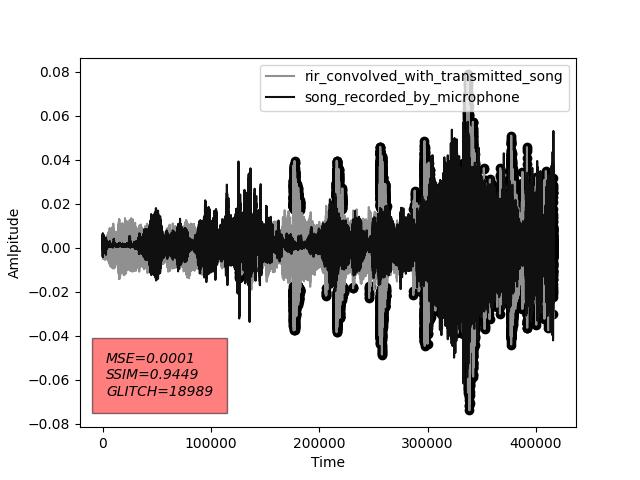 rir_convolved_with_transmitted_song
song_recorded_by_microphone
0.08
0.06
0.04
0.02
0.00
−0.02
−0.04
−0.06
−0.08
Amlpitude
MSE=0.0001
SSIM=0.9449
GLITCH=18989
0 100000 200000 300000 400000
Time